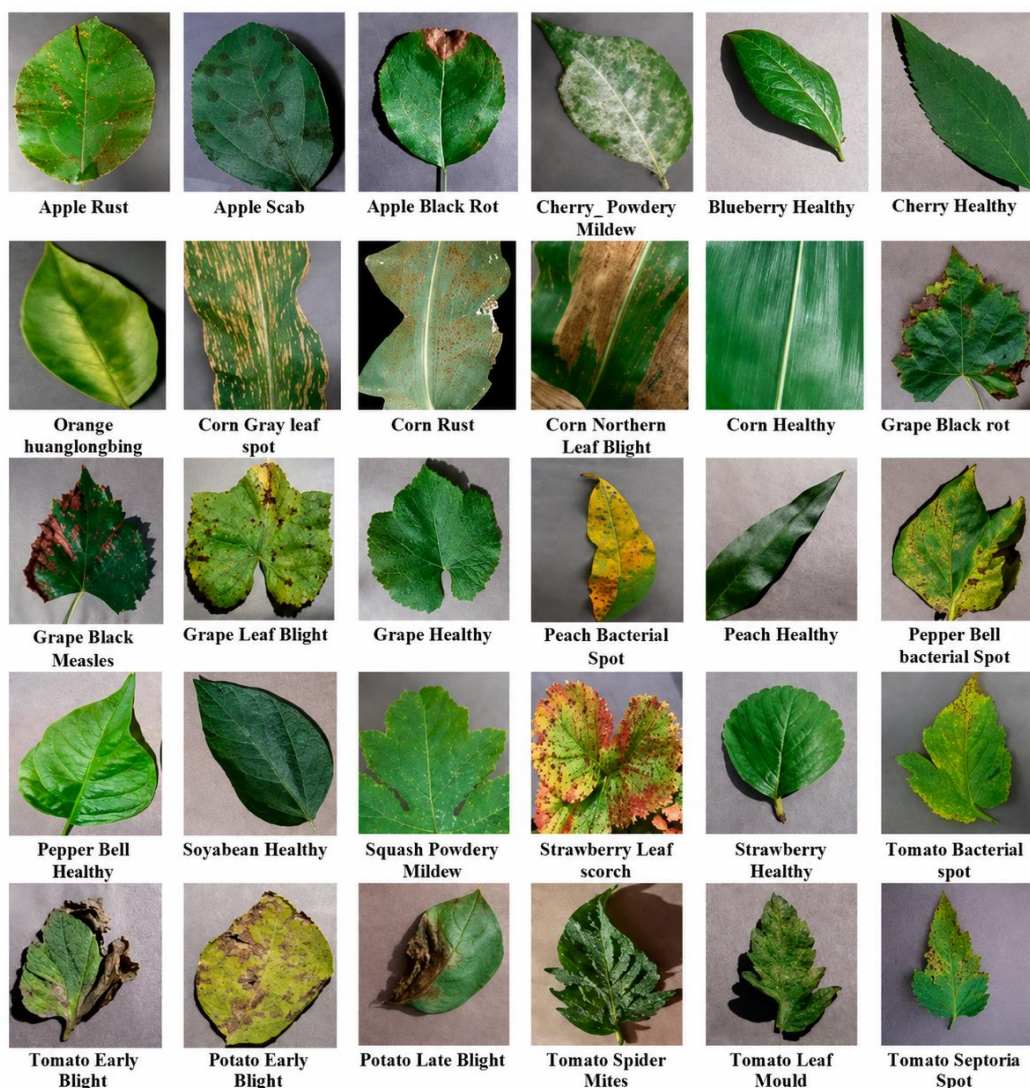 Apple Rust
Apple Scab
Apple Black Rot
Cherry_ Powdery
Mildew
Blueberry Healthy
Cherry Healthy
Orange
huanglongbing
Corn Gray leaf
spot
Corn Rust
Corn Northern
Leaf Blight
Corn Healthy
Grape Black rot
Grape Black
Measles
Grape Leaf Blight
Grape Healthy
Peach Bacterial
Spot
Peach Healthy
Pepper Bell
bacterial Spot
Pepper Bell
Healthy
Soyabean Healthy
Squash Powdery
Mildew
Strawberry Leaf
scorch
Strawberry
Healthy
Tomato Bacterial
spot
Tomato Early
Blight
Potato Early
Blight
Potato Late Blight
Tomato Spider
Mites
Tomato Leaf
Mould
Tomato Septoria
Spot